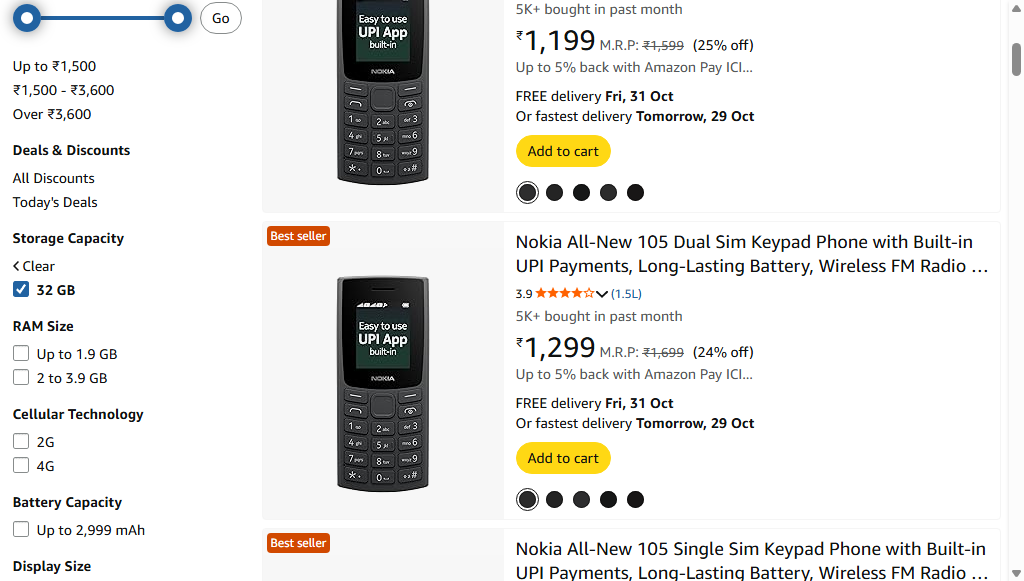 Go
Up to ₹1,500
₹1,500 - ₹3,600
Over ₹3,600
Deals & Discounts
All Discounts
Today's Deals
Storage Capacity
Clear
32 GB
RAM Size
Up to 1.9 GB
2 to 3.9 GB
Cellular Technology
2G
4G
Battery Capacity
Up to 2,999 mAh
Display Size
Easy to use
UPI App
built-in
NOKIA
5K+ bought in past month
₹1,199 M.R.P: ₹1,599 (25% off)
Up to 5% back with Amazon Pay ICI...
FREE delivery Fri, 31 Oct
Or fastest delivery Tomorrow, 29 Oct
Add to cart
Best seller
Easy to use
UPI App
built-in
NOKIA
Nokia All-New 105 Dual Sim Keypad Phone with Built-in
UPI Payments, Long-Lasting Battery, Wireless FM Radio ...
3.9 (1.5L)
5K+ bought in past month
₹1,299 M.R.P: ₹1,699 (24% off)
Up to 5% back with Amazon Pay ICI...
FREE delivery Fri, 31 Oct
Or fastest delivery Tomorrow, 29 Oct
Add to cart
Best seller
Nokia All-New 105 Single Sim Keypad Phone with Built-in
UPI Payments, Long-Lasting Battery, Wireless FM Radio ...